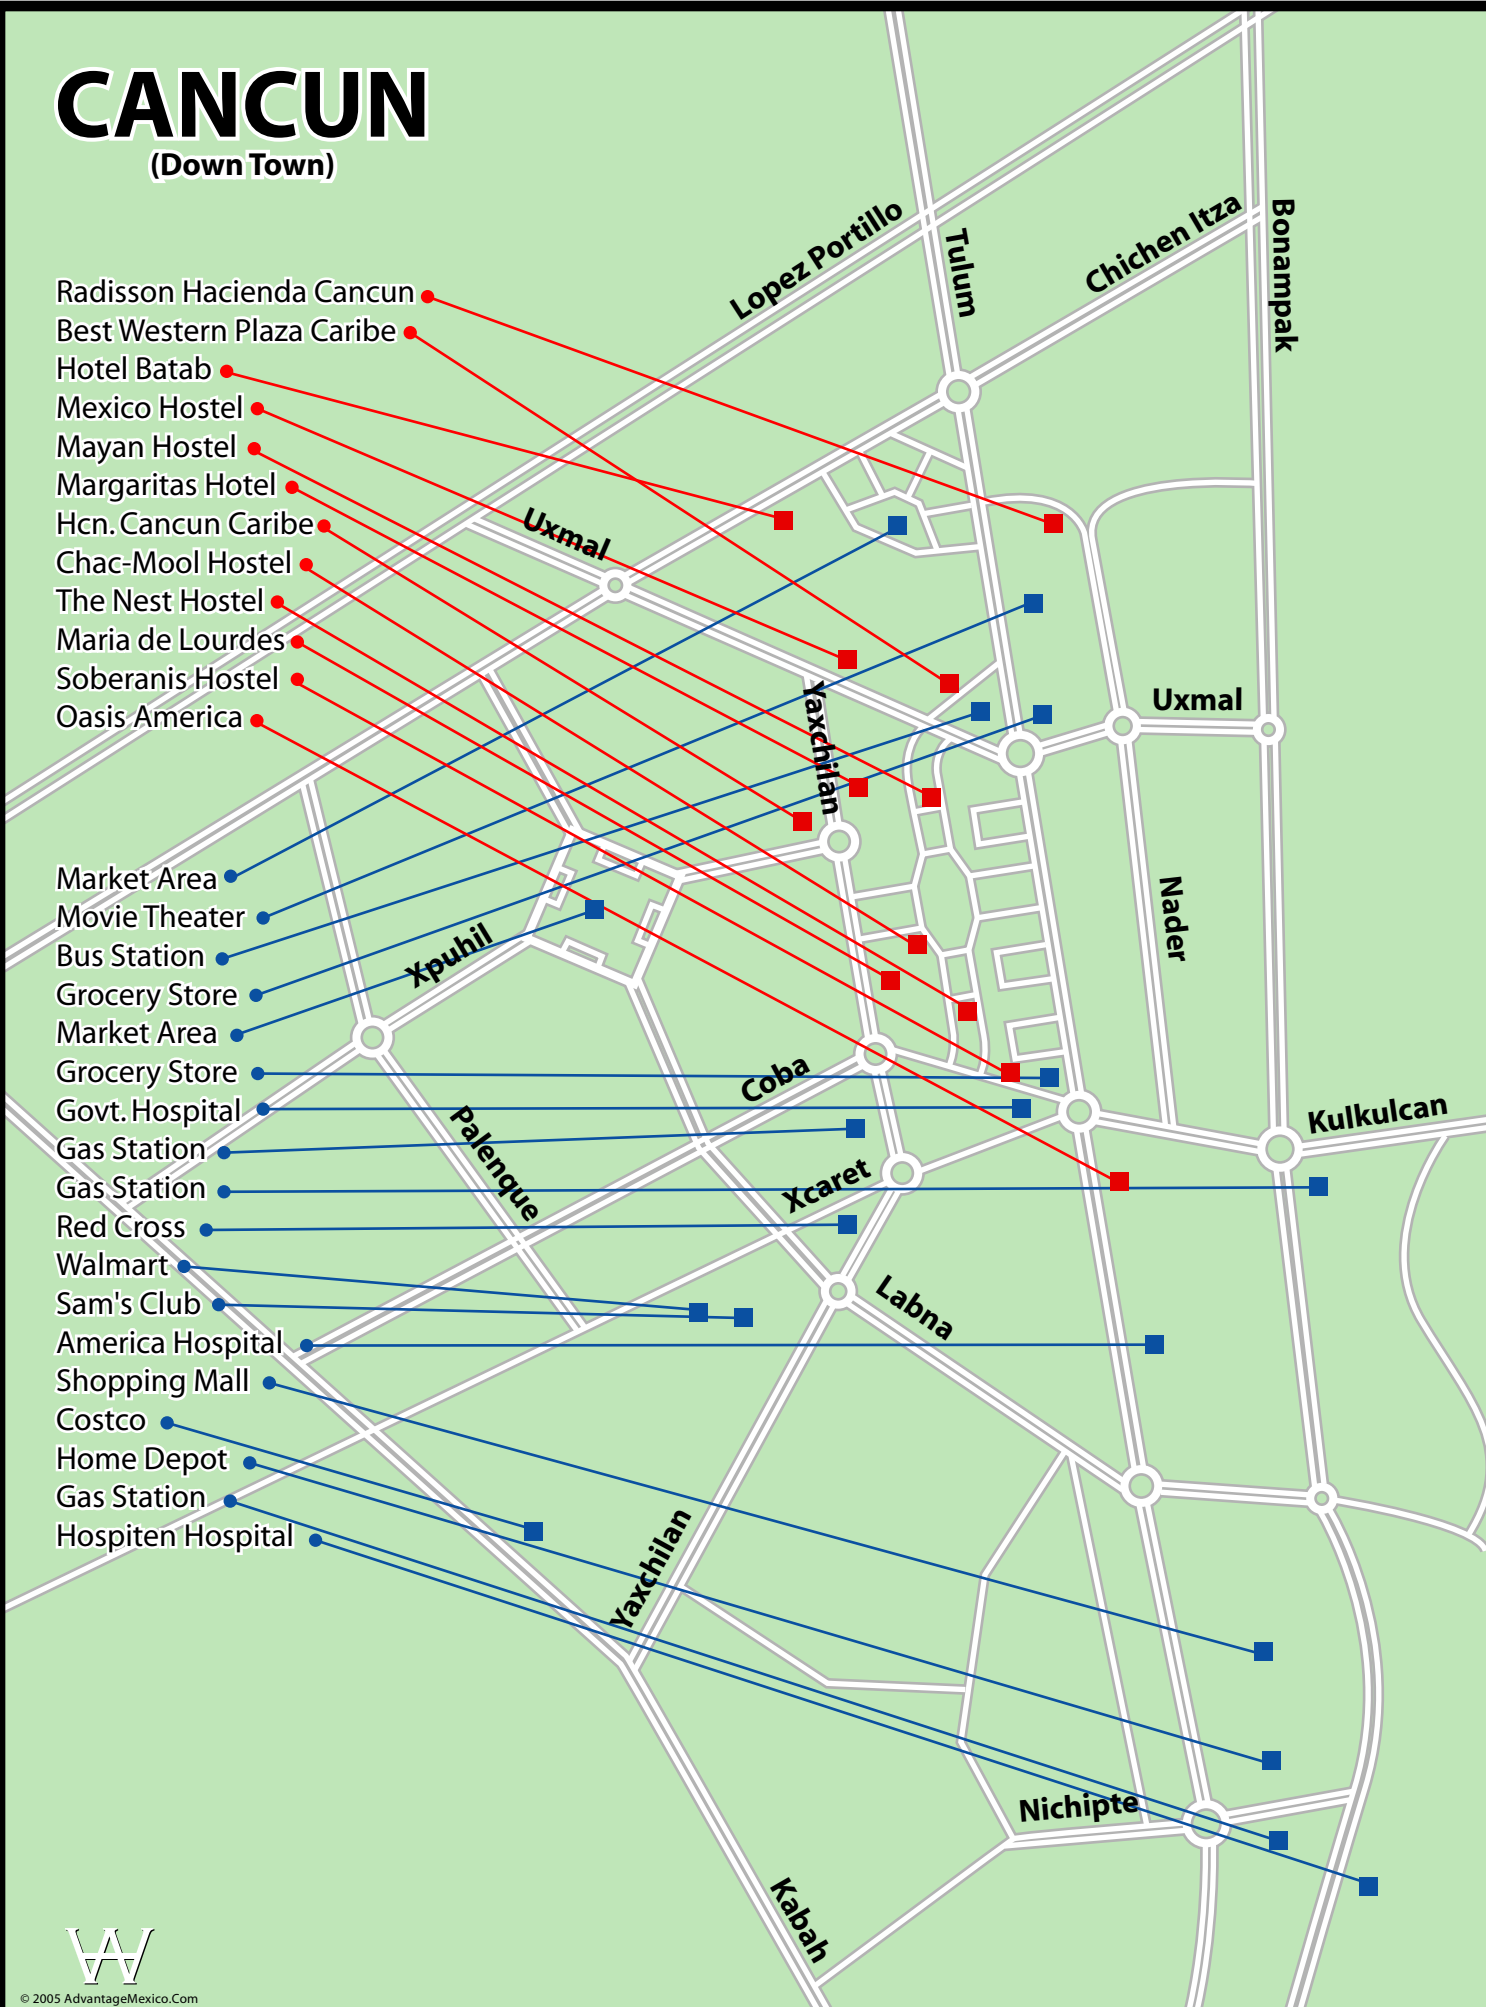 CANCUN
(Down Town)
Lopez Portillo
Tulum
Chichen Itza
Bonampak
Radisson Hacienda Cancun
Best Western Plaza Caribe
Hotel Batab
Mexico Hostel
Mayan Hostel
Margaritas Hotel
Hcn. Cancun Caribe
Chac-Mool Hostel
The Nest Hostel
Maria de Lourdes
Soberanis Hostel
Oasis America
Uxmal
Yaxchilan
Uxmal
Nader
Market Area
Movie Theater
Bus Station
Grocery Store
Market Area
Grocery Store
Govt. Hospital
Gas Station
Gas Station
Red Cross
Walmart
Sam's Club
America Hospital
Shopping Mall
Costco
Home Depot
Gas Station
Hospiten Hospital
Xpuhil
Coba
Palenque
Xcaret
Kulkulcan
Labna
Yaxchilan
Nichipte
Kabah
© 2005 AdvantageMexico.Com